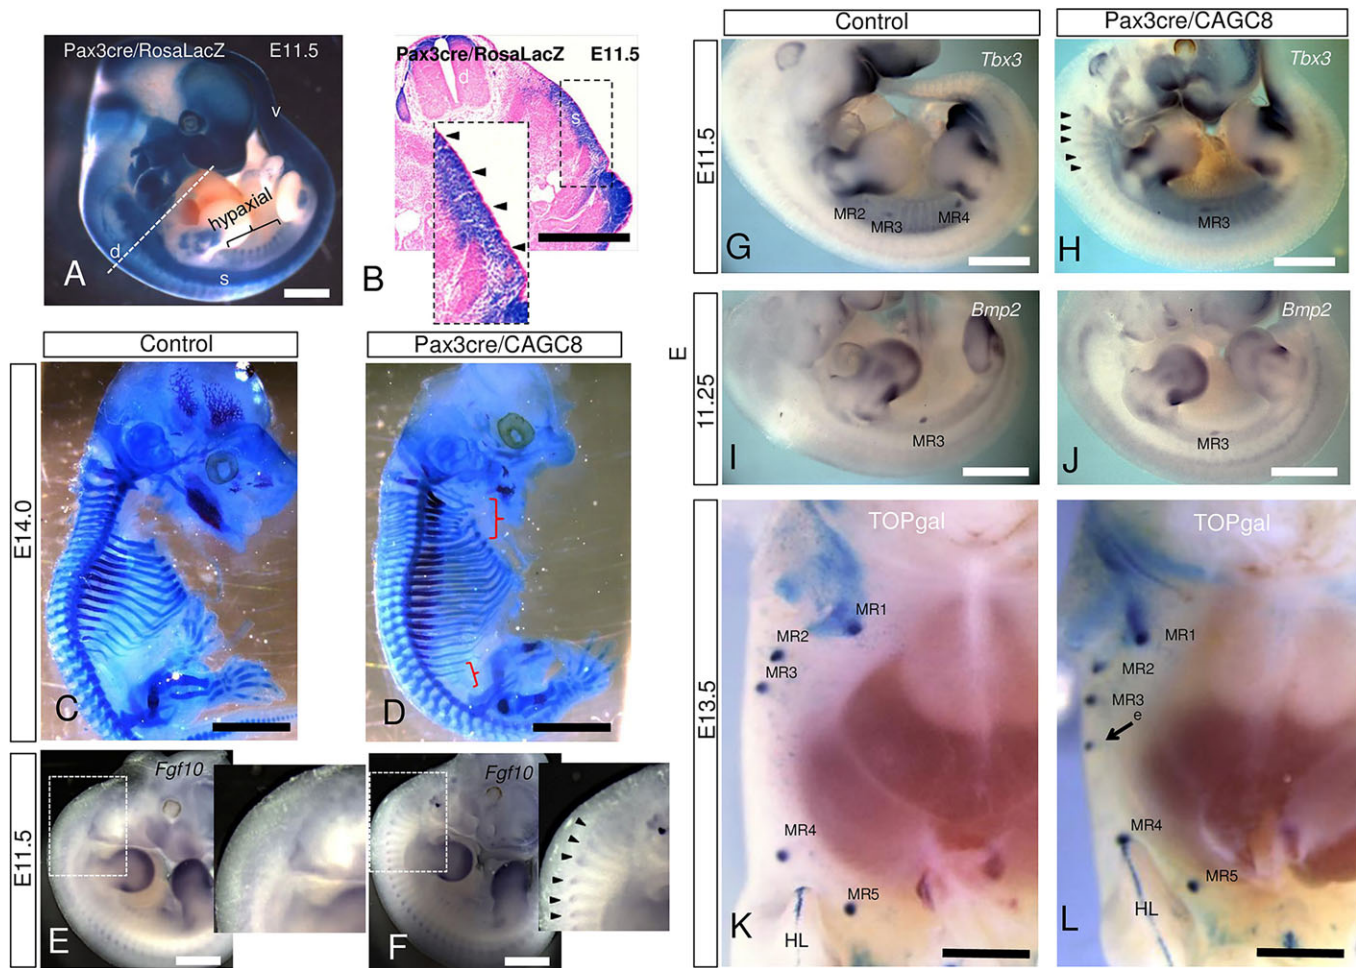 Pax3cre/RosaLacZ E11.5
v
hypaxial
d
s
A
Pax3cre/RosaLacZ E11.5
d
s
B
Control
Pax3cre/CAGC8
E14.0
C
D
E11.5
Fgf10
E
Fgf10
F
Control
Pax3cre/CAGC8
E11.5
Tbx3
MR2
MR3
MR4
G
Tbx3
MR3
H
E
11.25
Bmp2
MR3
I
Bmp2
MR3
J
E13.5
TOPgal
MR1
MR2
MR3
MR4
MR5
HL
K
TOPgal
MR1
MR2
MR3
e
MR4
MR5
HL
L